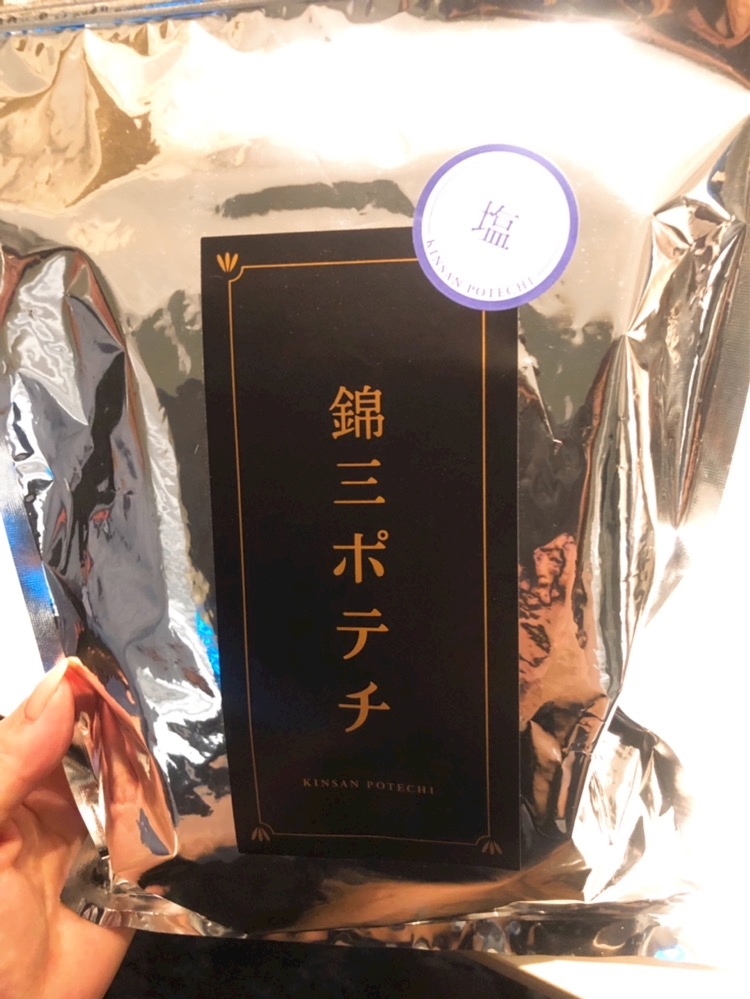 塩
KINSAN POTECHI
錦三ポテチ
KINSAN POTECHI